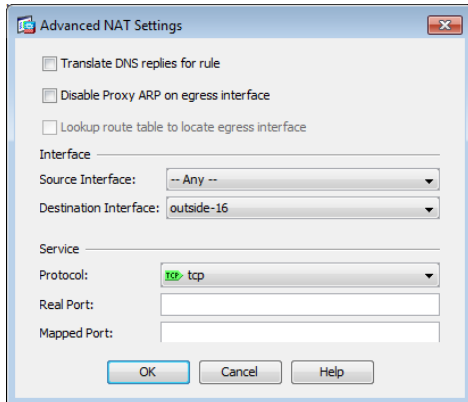 Advanced NAT Settings
Translate DNS replies for rule
Disable Proxy ARP on egress interface
Lookup route table to locate egress interface
Interface
Source Interface: -- Any --
Destination Interface: outside-16
Service
Protocol: TCP tcp
Real Port:
Mapped Port:
OK Cancel Help